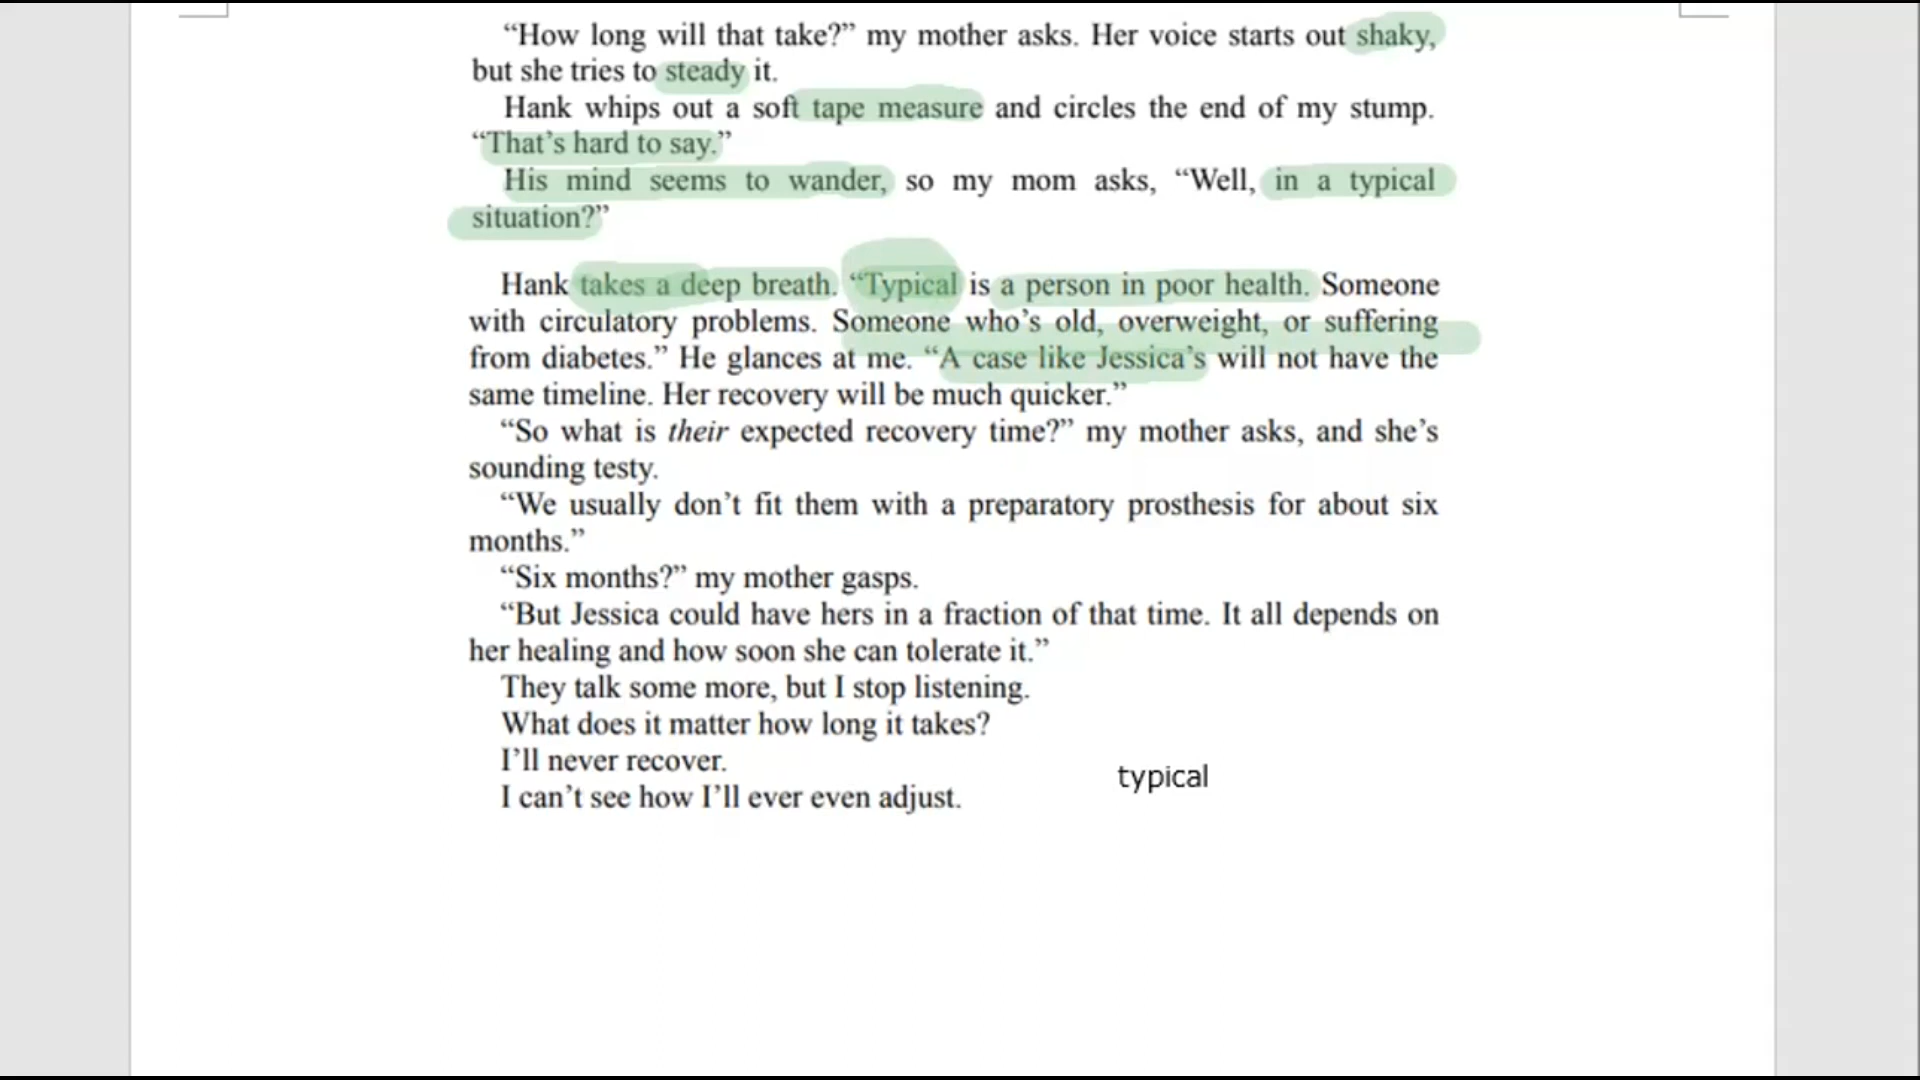 “How long will that take?” my mother asks. Her voice starts out shaky,
but she tries to steady it.
Hank whips out a soft tape measure and circles the end of my stump.
“That’s hard to say.”
His mind seems to wander, so my mom asks, “Well, in a typical
situation?”
Hank takes a deep breath. “Typical is a person in poor health. Someone
with circulatory problems. Someone who’s old, overweight, or suffering
from diabetes.” He glances at me. “A case like Jessica’s will not have the
same timeline. Her recovery will be much quicker.”
“So what is their expected recovery time?” my mother asks, and she’s
sounding testy.
“We usually don’t fit them with a preparatory prosthesis for about six
months.”
“Six months?” my mother gasps.
“But Jessica could have hers in a fraction of that time. It all depends on
her healing and how soon she can tolerate it.”
They talk some more, but I stop listening.
What does it matter how long it takes?
I’ll never recover.
I can’t see how I’ll ever even adjust.
typical